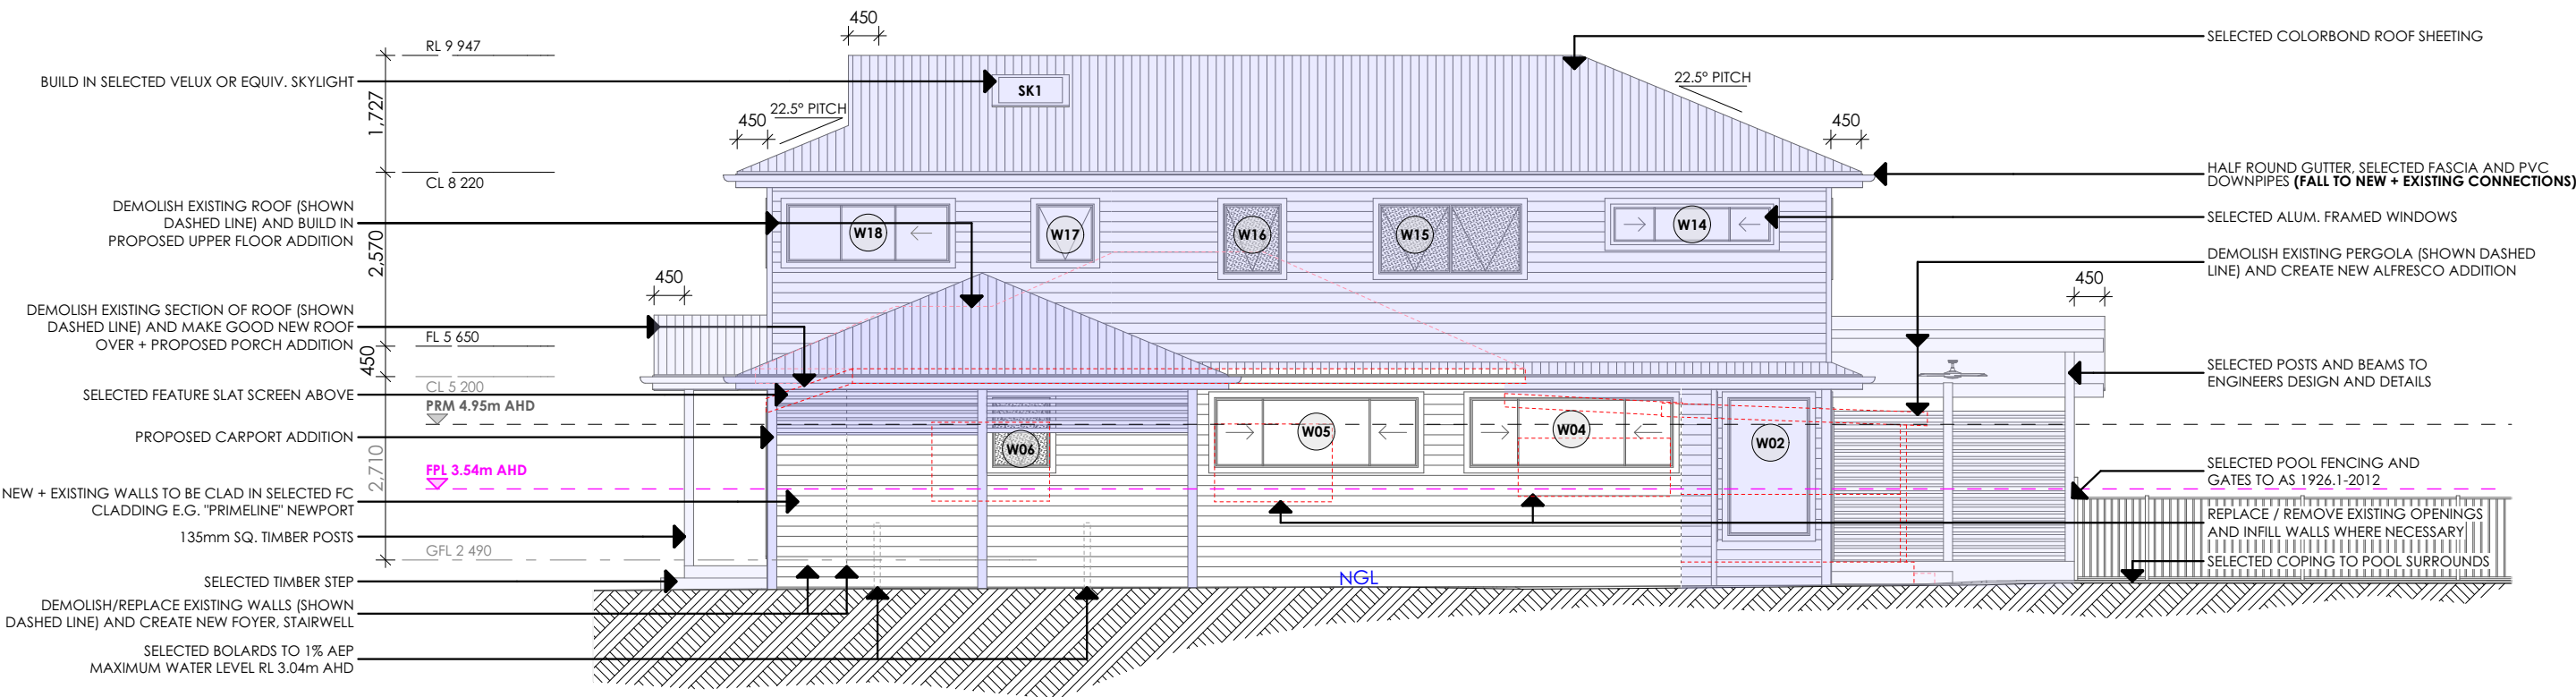 450
RL 9 947
SELECTED COLORBOND ROOF SHEETING
BUILD IN SELECTED VELUX OR EQUIV. SKYLIGHT
SK1
22.5° PITCH
1,727
22.5° PITCH
450
450
CL 8 220
HALF ROUND GUTTER, SELECTED FASCIA AND PVC
DOWNPIPES (FALL TO NEW + EXISTING CONNECTIONS)
DEMOLISH EXISTING ROOF (SHOWN
DASHED LINE) AND BUILD IN
PROPOSED UPPER FLOOR ADDITION
2,570
W18
W17
W16
W15
W14
SELECTED ALUM. FRAMED WINDOWS
DEMOLISH EXISTING PERGOLA (SHOWN DASHED
LINE) AND CREATE NEW ALFRESCO ADDITION
450
450
DEMOLISH EXISTING SECTION OF ROOF (SHOWN
DASHED LINE) AND MAKE GOOD NEW ROOF
OVER + PROPOSED PORCH ADDITION
FL 5 650
450
CL 5 200
SELECTED POSTS AND BEAMS TO
ENGINEERS DESIGN AND DETAILS
SELECTED FEATURE SLAT SCREEN ABOVE
PRM 4.95m AHD
PROPOSED CARPORT ADDITION
W06
W05
W04
W02
2,710
FPL 3.54m AHD
SELECTED POOL FENCING AND
GATES TO AS 1926.1-2012
NEW + EXISTING WALLS TO BE CLAD IN SELECTED FC
CLADDING E.G. "PRIMELINE" NEWPORT
REPLACE / REMOVE EXISTING OPENINGS
AND INFILL WALLS WHERE NECESSARY
135mm SQ. TIMBER POSTS
GFL 2 490
SELECTED COPING TO POOL SURROUNDS
SELECTED TIMBER STEP
NGL
DEMOLISH/REPLACE EXISTING WALLS (SHOWN
DASHED LINE) AND CREATE NEW FOYER, STAIRWELL
SELECTED BOLARDS TO 1% AEP
MAXIMUM WATER LEVEL RL 3.04m AHD